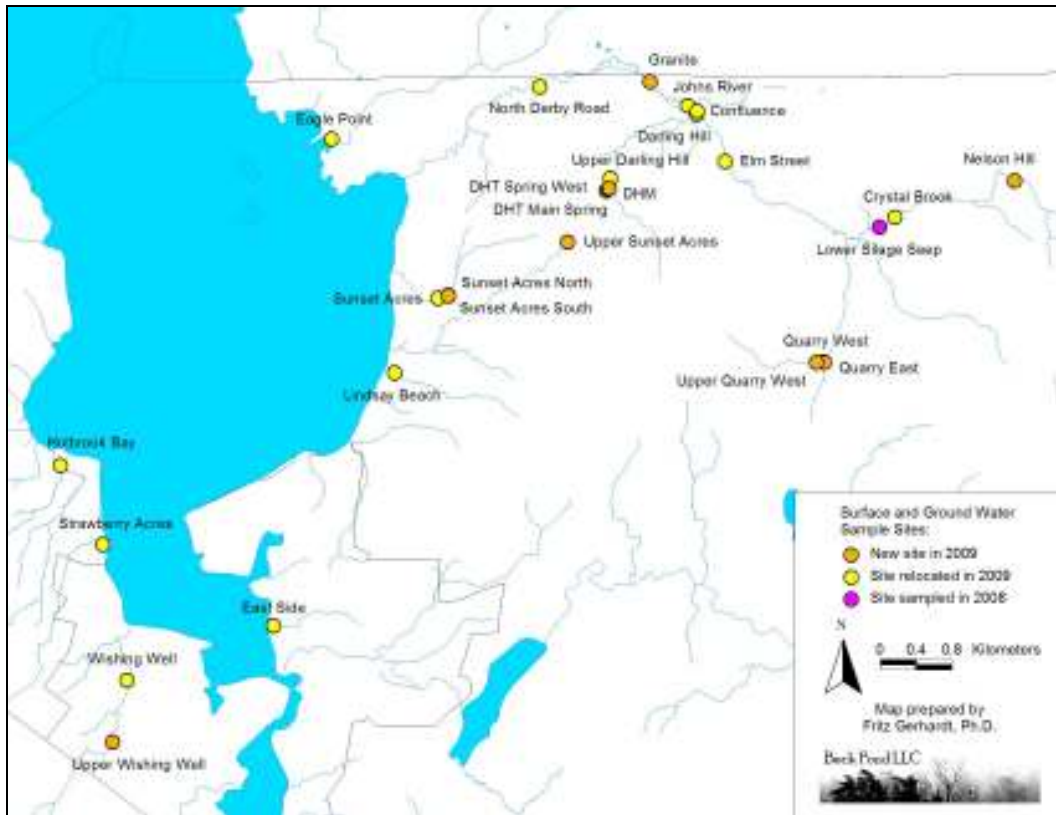 Granite
Johns River
North Derby Road
Confluence
Eagle Point
Darling Hill
Upper Darling Hill
Elm Street
Nelson Hill
DHT Spring West
DHM
Crystal Brook
DHT Main Spring
Upper Sunset Acres
Lower Silage Seep
Sunset Acres North
Sunset Acres
Sunset Acres South
Quarry West
Upper Quarry West
Quarry East
Lindsay Beach
Holbrook Bay
Strawberry Acres
East Side
Wishing Well
Upper Wishing Well
Surface and Ground Water
Sample Sites:
New site in 2009
Site relocated in 2009
Site sampled in 2008
N
0 0.4 0.8 Kilometers
Map prepared by
Fritz Gerhardt, Ph.D.
Beck Pond LLC